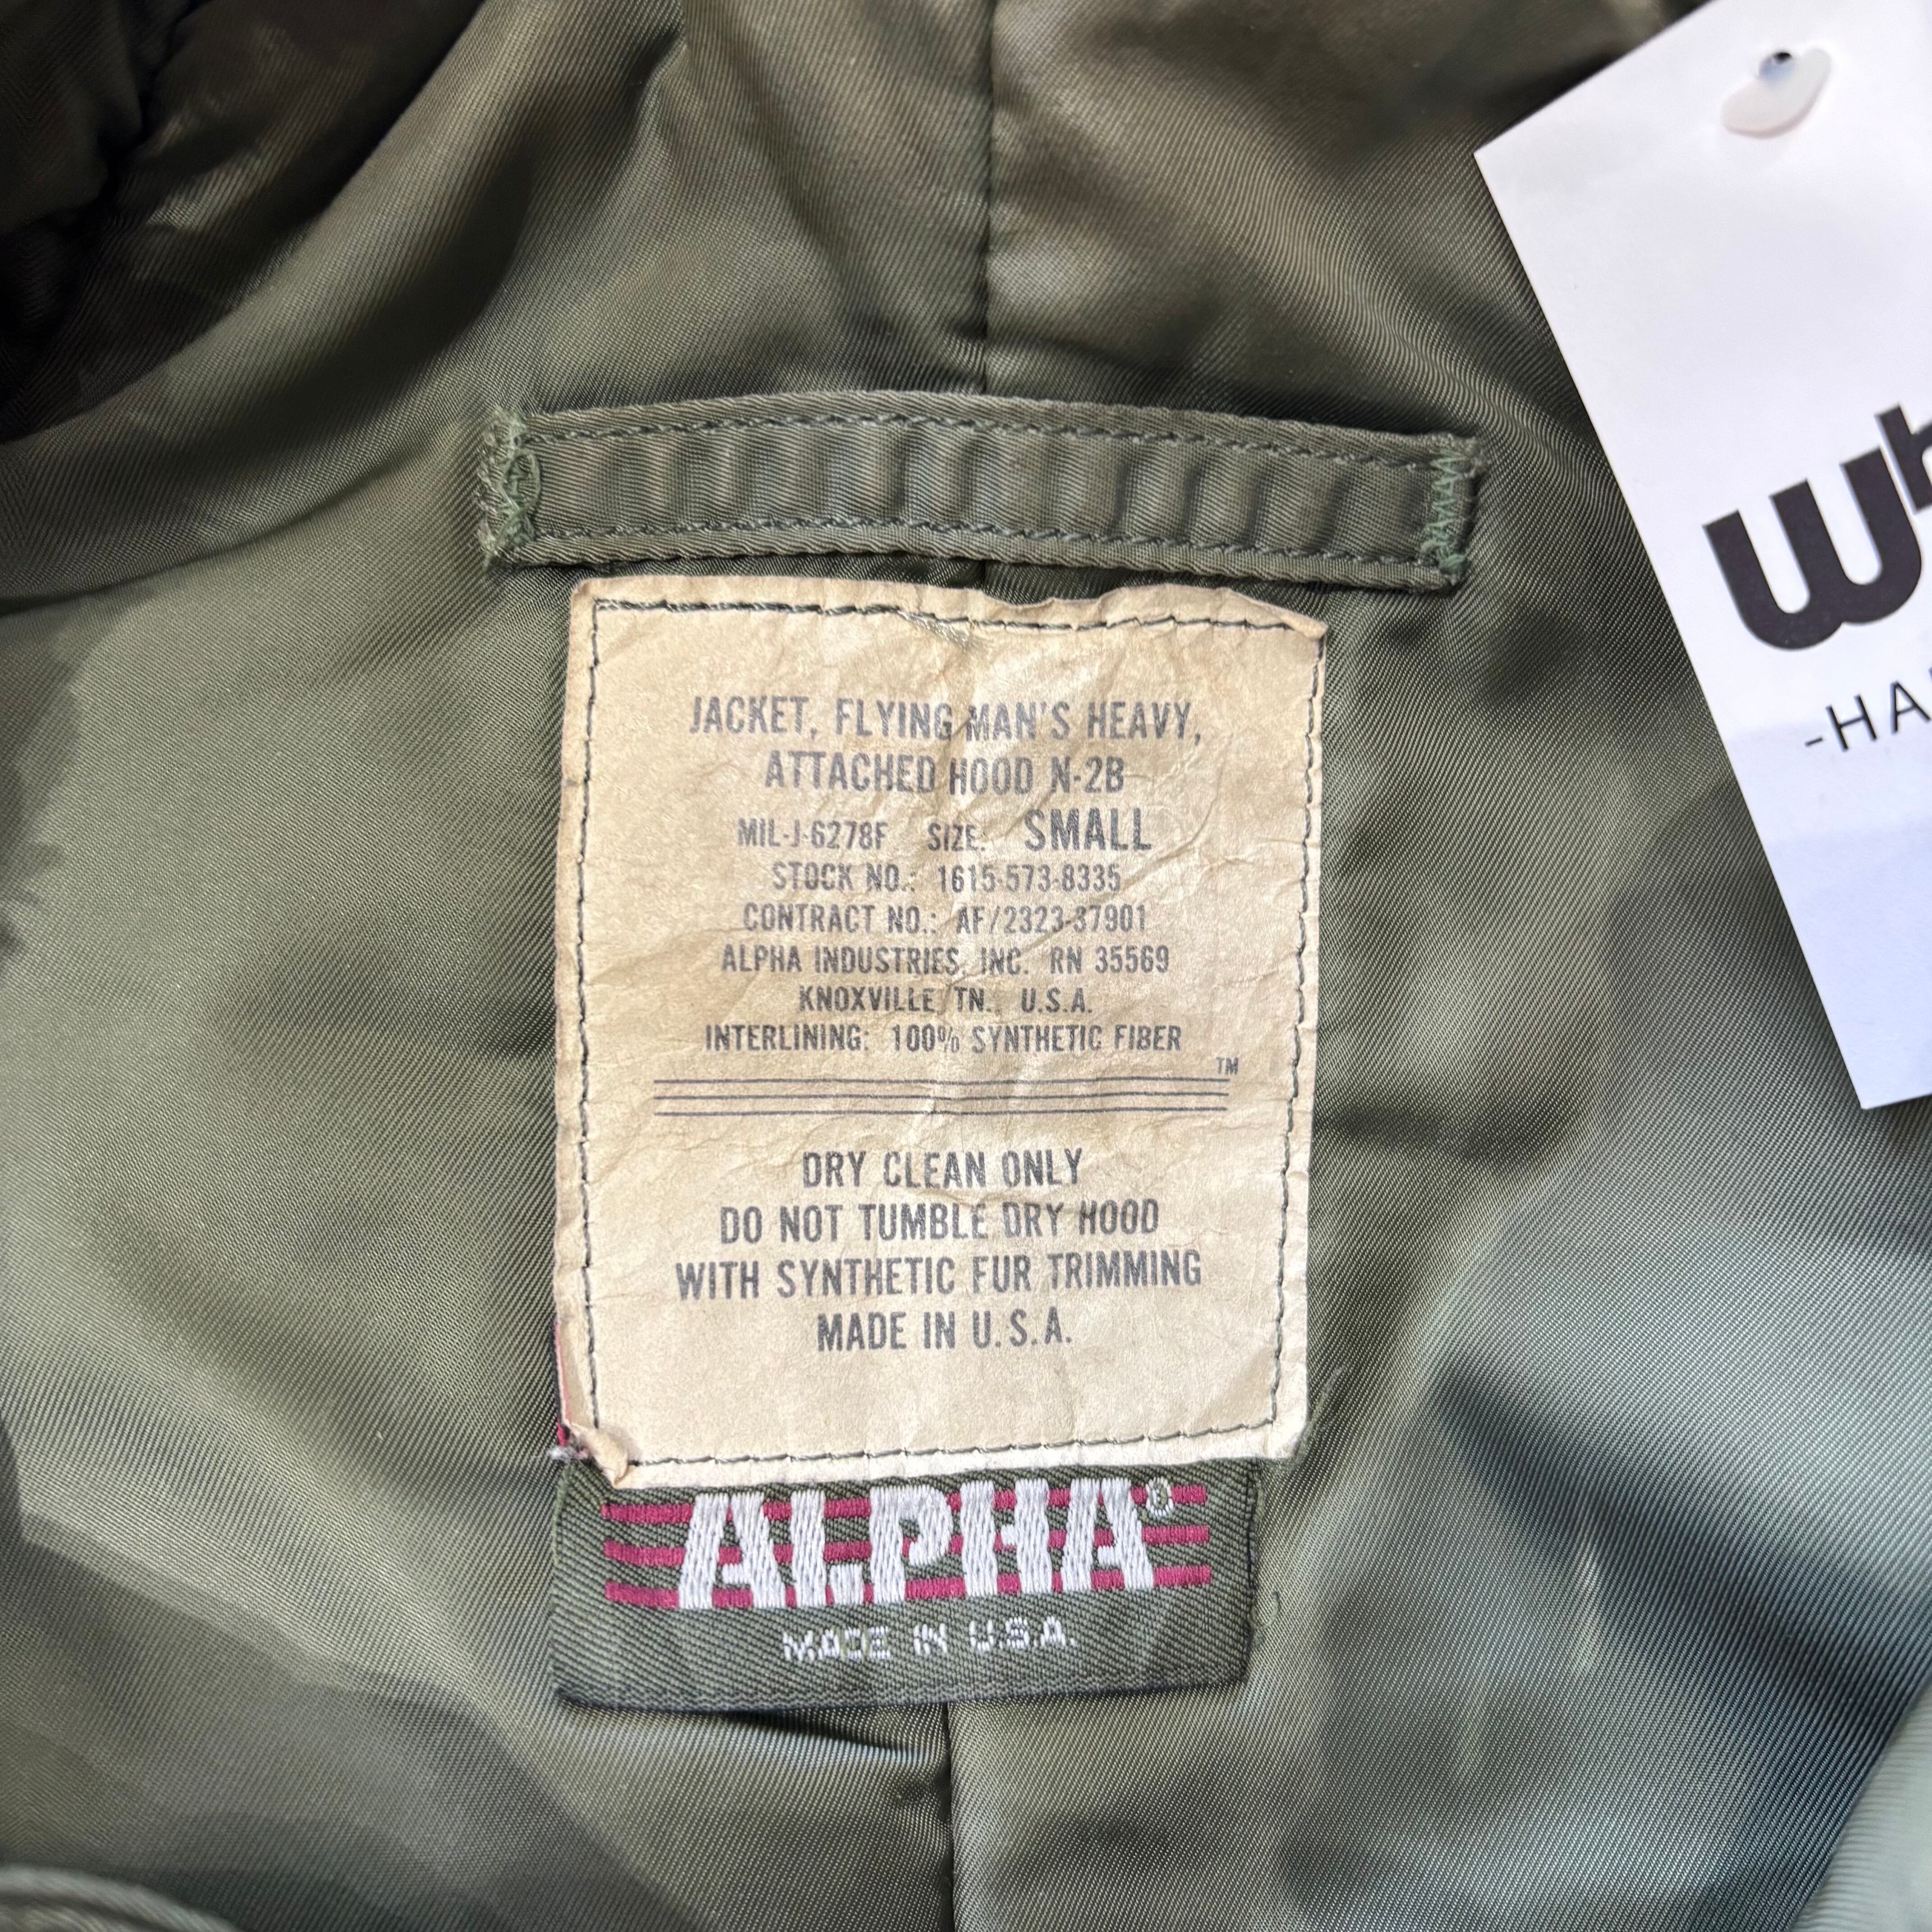 JACKET, FLYING MAN'S HEAVY,
ATTACHED HOOD N-2B
MIL-J-6278F SIZE: SMALL
STOCK NO.: 1615-573-8335
CONTRACT NO.: AF/2323-37901
ALPHA INDUSTRIES, INC. RN 35569
KNOXVILLE, TN., U.S.A.
INTERLINING: 100% SYNTHETIC FIBER
TM
DRY CLEAN ONLY
DO NOT TUMBLE DRY HOOD
WITH SYNTHETIC FUR TRIMMING
MADE IN U.S.A.
ALPHA®
MADE IN U.S.A.